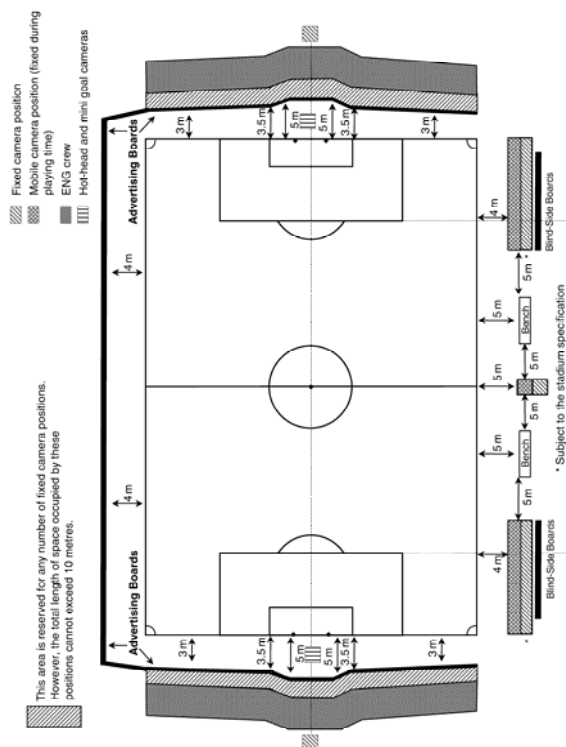 This area is reserved for any number of fixed camera positions.
However, the total length of space occupied by these
positions cannot exceed 10 metres.
Fixed camera position
Mobile camera position (fixed during
playing time)
ENG crew
Hot-head and mini goal cameras
Advertising Boards
Advertising Boards
4 m
4 m
3 m
3.5 m
5 m
5 m
3.5 m
3 m
3 m
3.5 m
5 m
5 m
3.5 m
3 m
4 m
5 m
5 m
5 m
4 m
*
5 m
Bench
5 m
5 m
Bench
5 m *
Blind-Side Boards
Blind-Side Boards
* Subject to the stadium specification